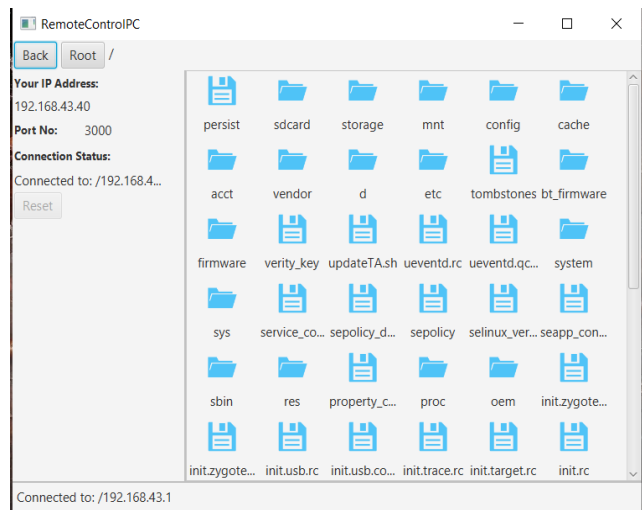 RemoteControlPC
Back Root /
Your IP Address:
192.168.43.40
Port No: 3000
Connection Status:
Connected to: /192.168.4...
Reset
persist sdcard storage mnt config cache
acct vendor d etc tombstones bt_firmware
firmware verity_key updateTA.sh ueventd.rc ueventd.qc... system
sys service_co... sepolicy_d... sepolicy selinux_ver... seapp_con...
sbin res property_c... proc oem init.zygote...
init.zygote... init.usb.rc init.usb.co... init.trace.rc init.target.rc init.rc
Connected to: /192.168.43.1